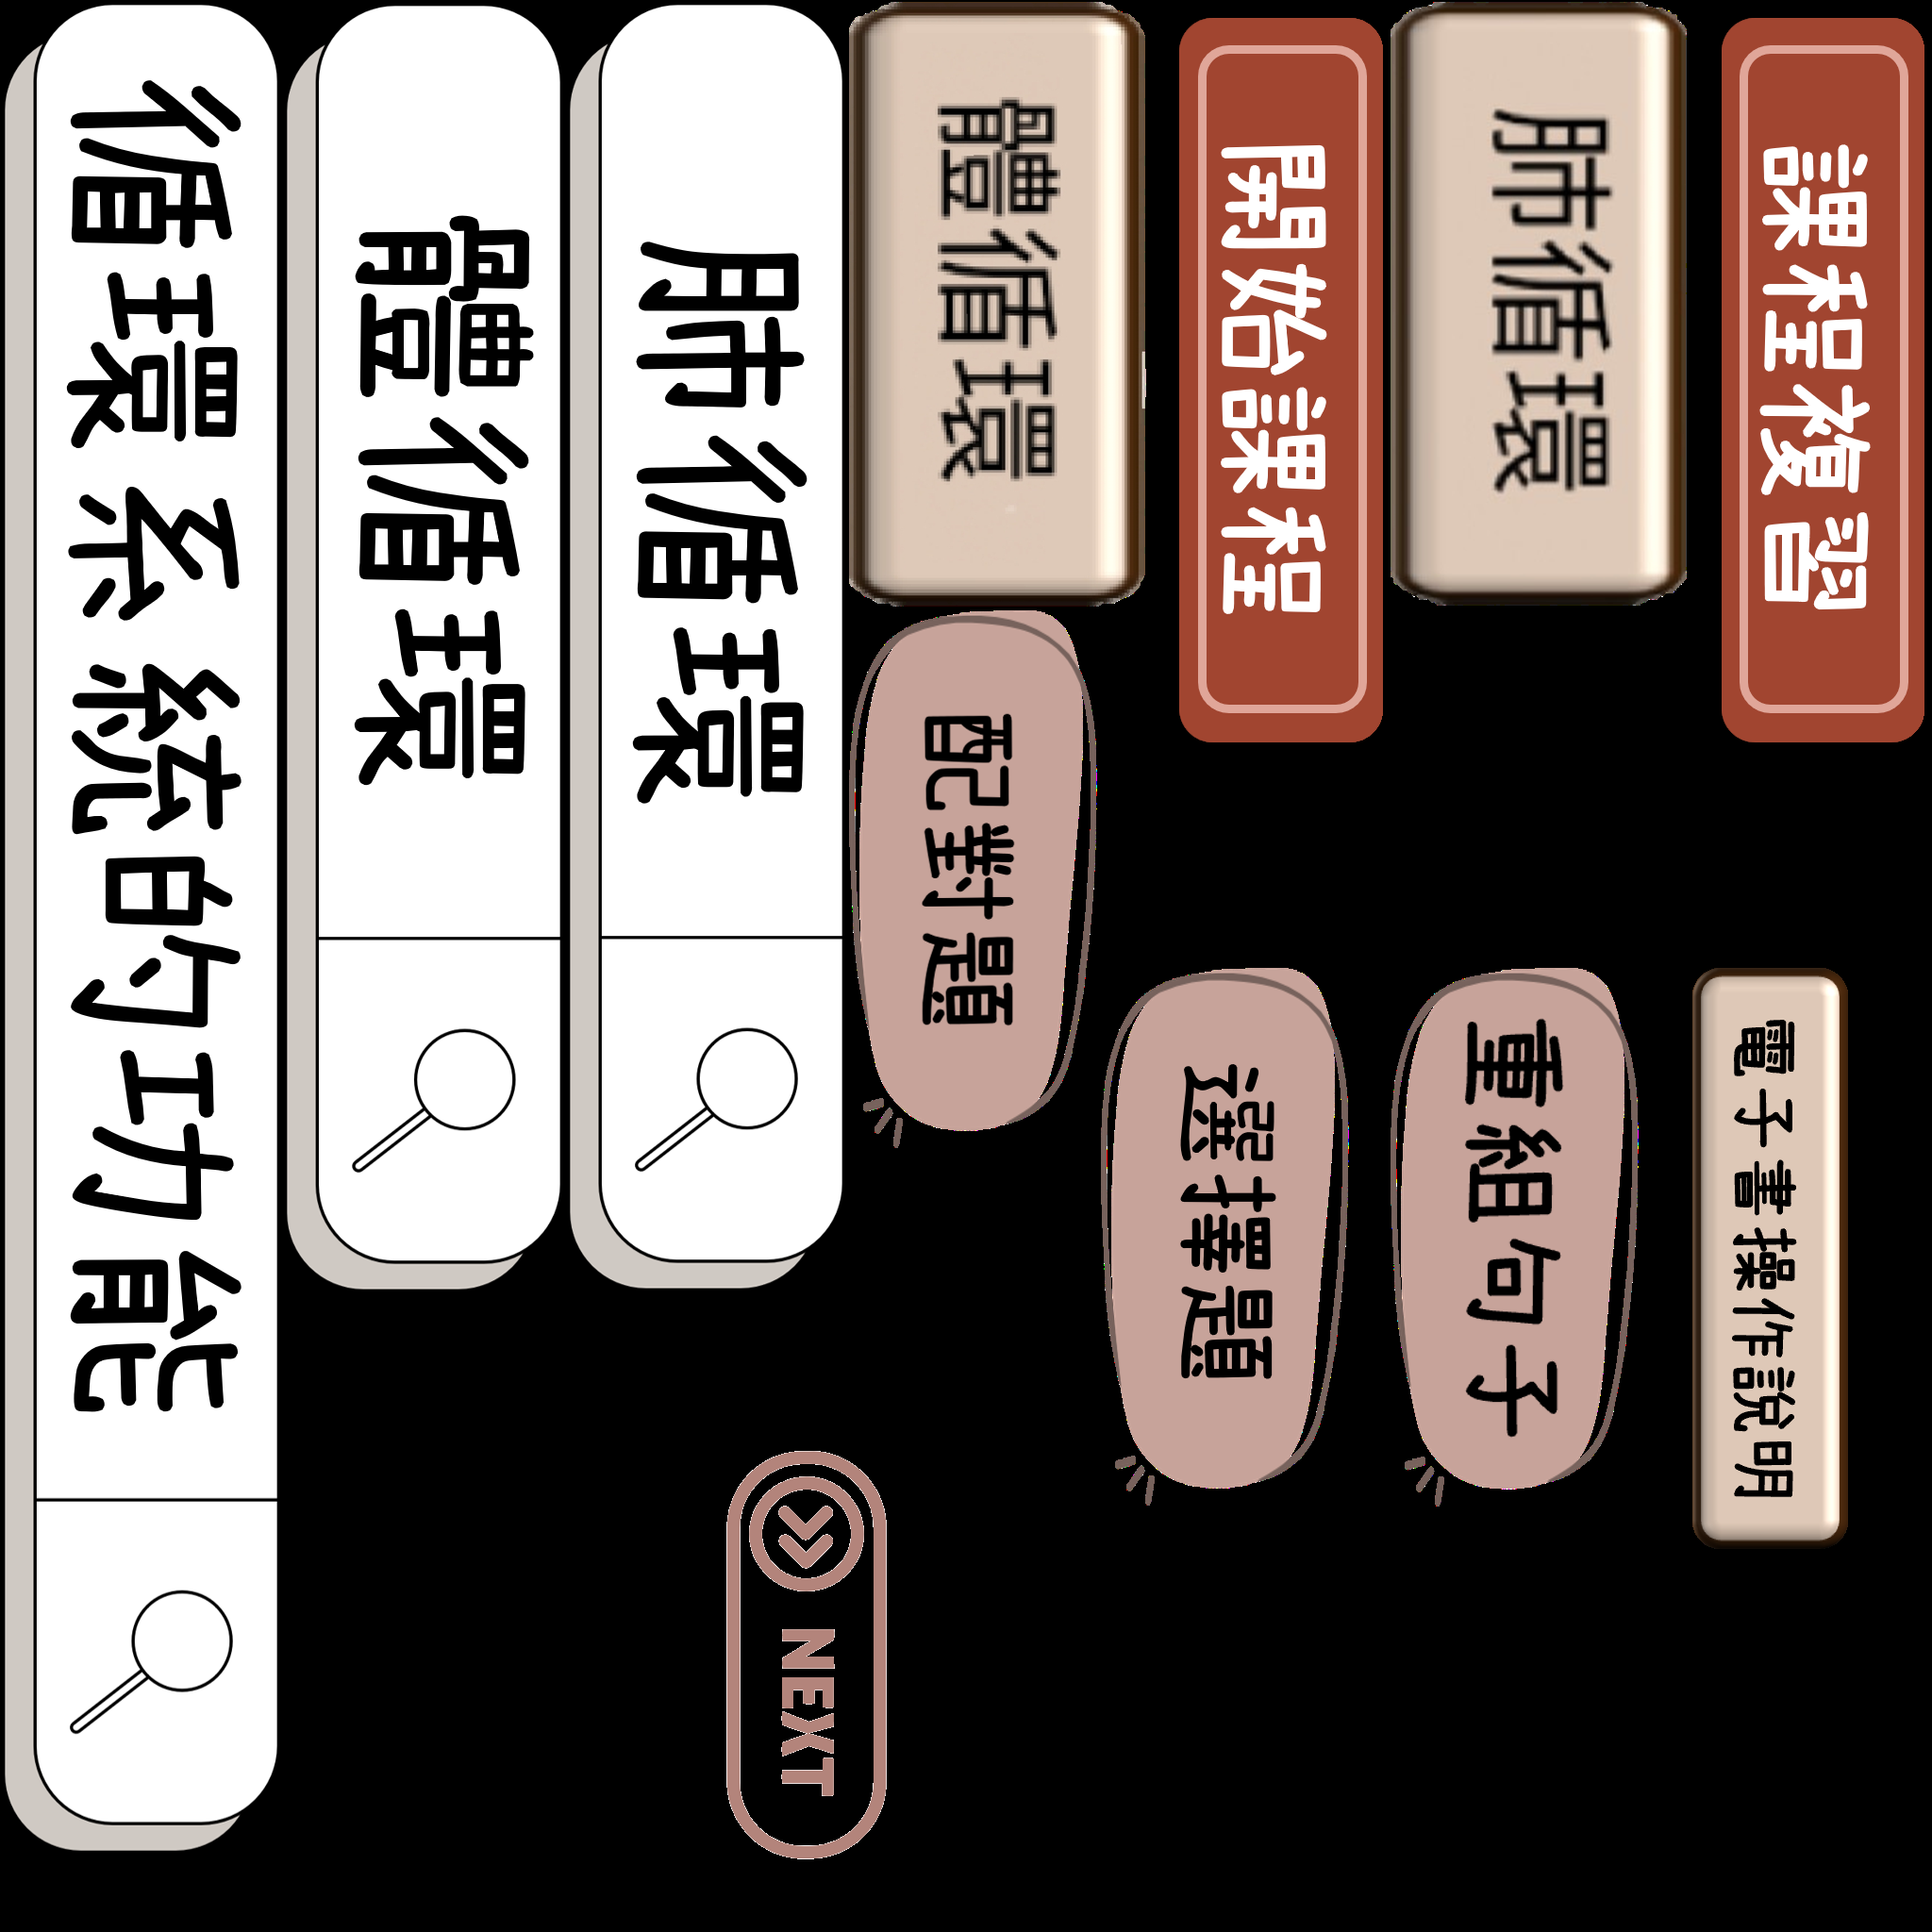 循環系統的功能
體循環
肺循環
體循環
開始課程
肺循環
課程複習
配對題
選擇題
重組句子
電子書操作說明
NEXT